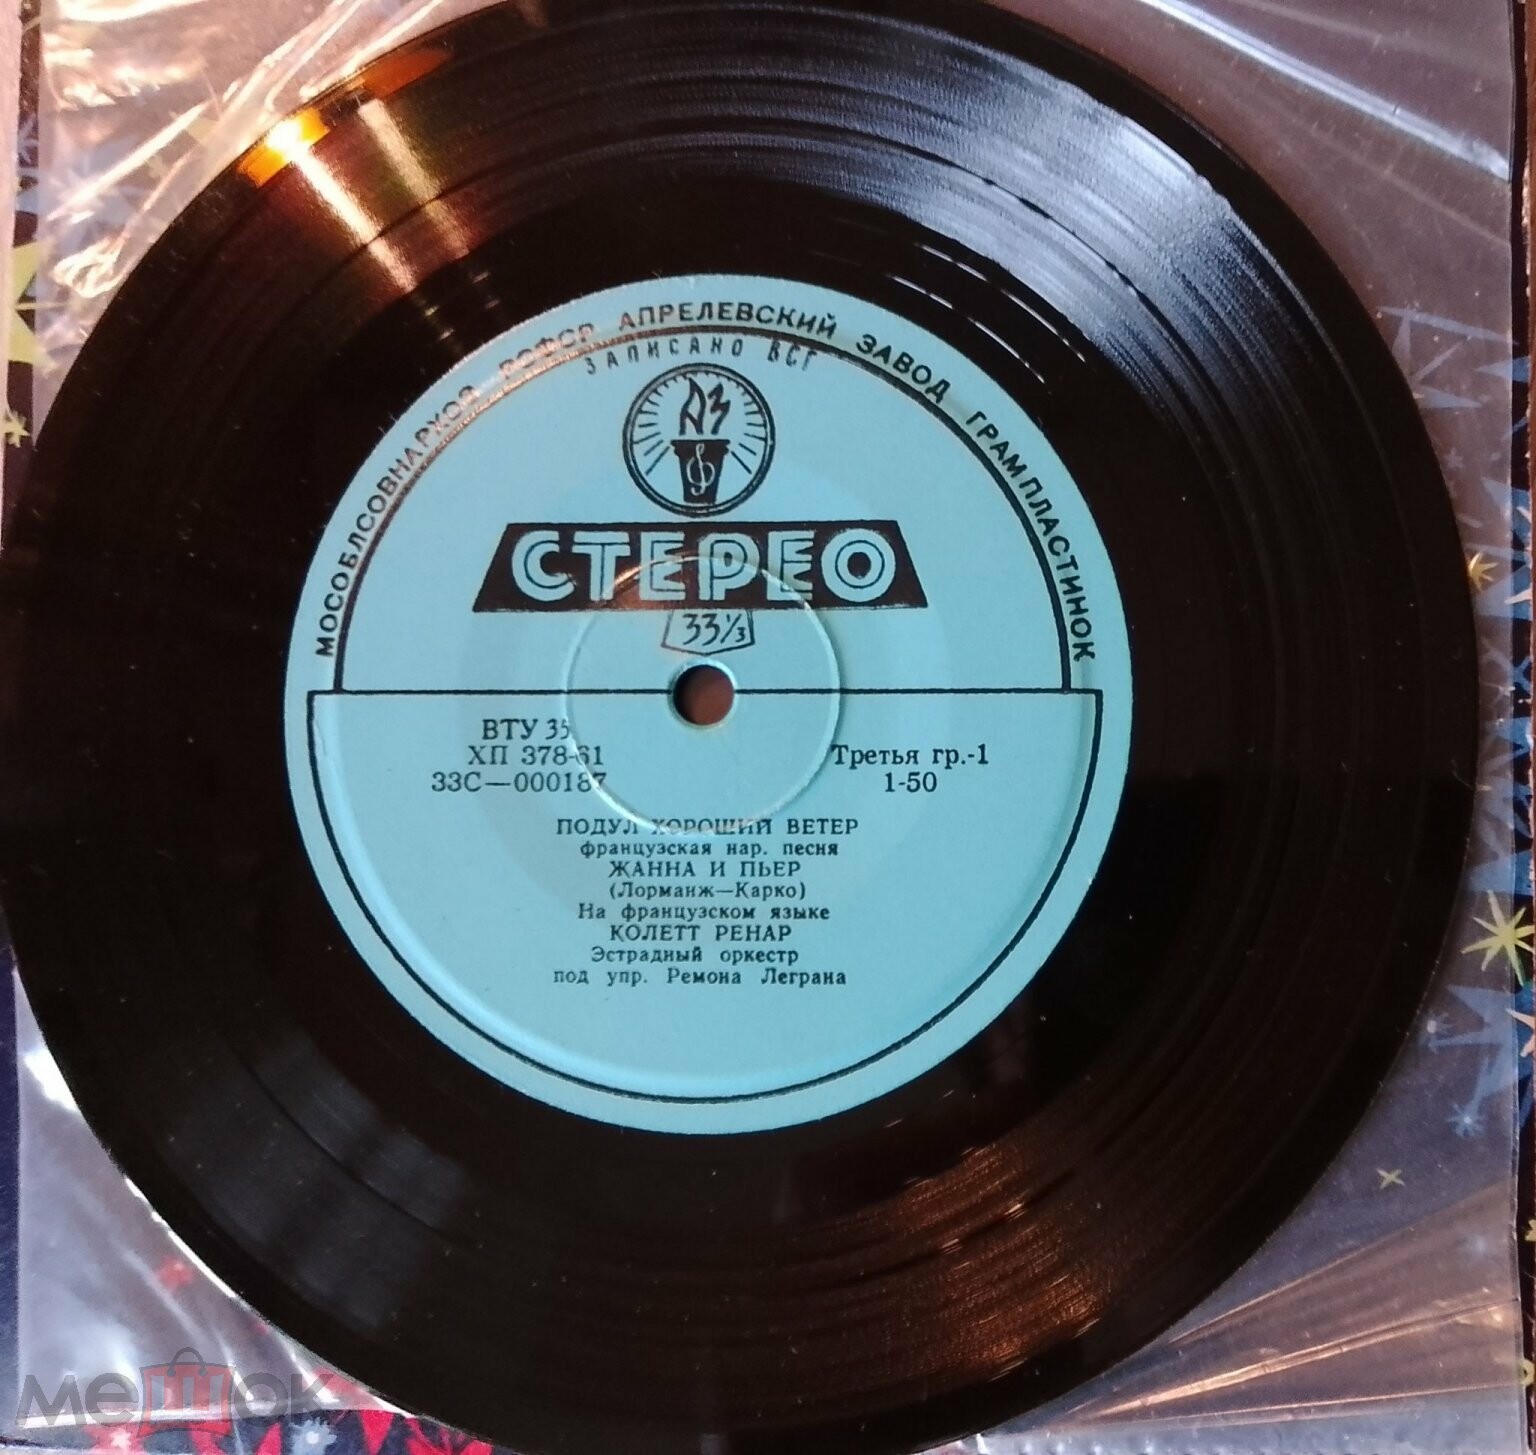 МОСОБЛСОВНАРХОЗ РСФСР АПРЕЛЕВСКИЙ ЗАВОД ГРАМПЛАСТИНОК
ЗАПИСАНО ВСГ
АЗ
СТЕРЕО
33⅓
ВТУ 35
ХП 378-61
33С—000187
Третья гр.-1
1-50
ПОДУЛ ХОРОШИЙ ВЕТЕР
французская нар. песня
ЖАННА И ПЬЕР
(Лорманж—Карко)
На французском языке
КОЛЕТТ РЕНАР
Эстрадный оркестр
под упр. Ремона Леграна
мешок